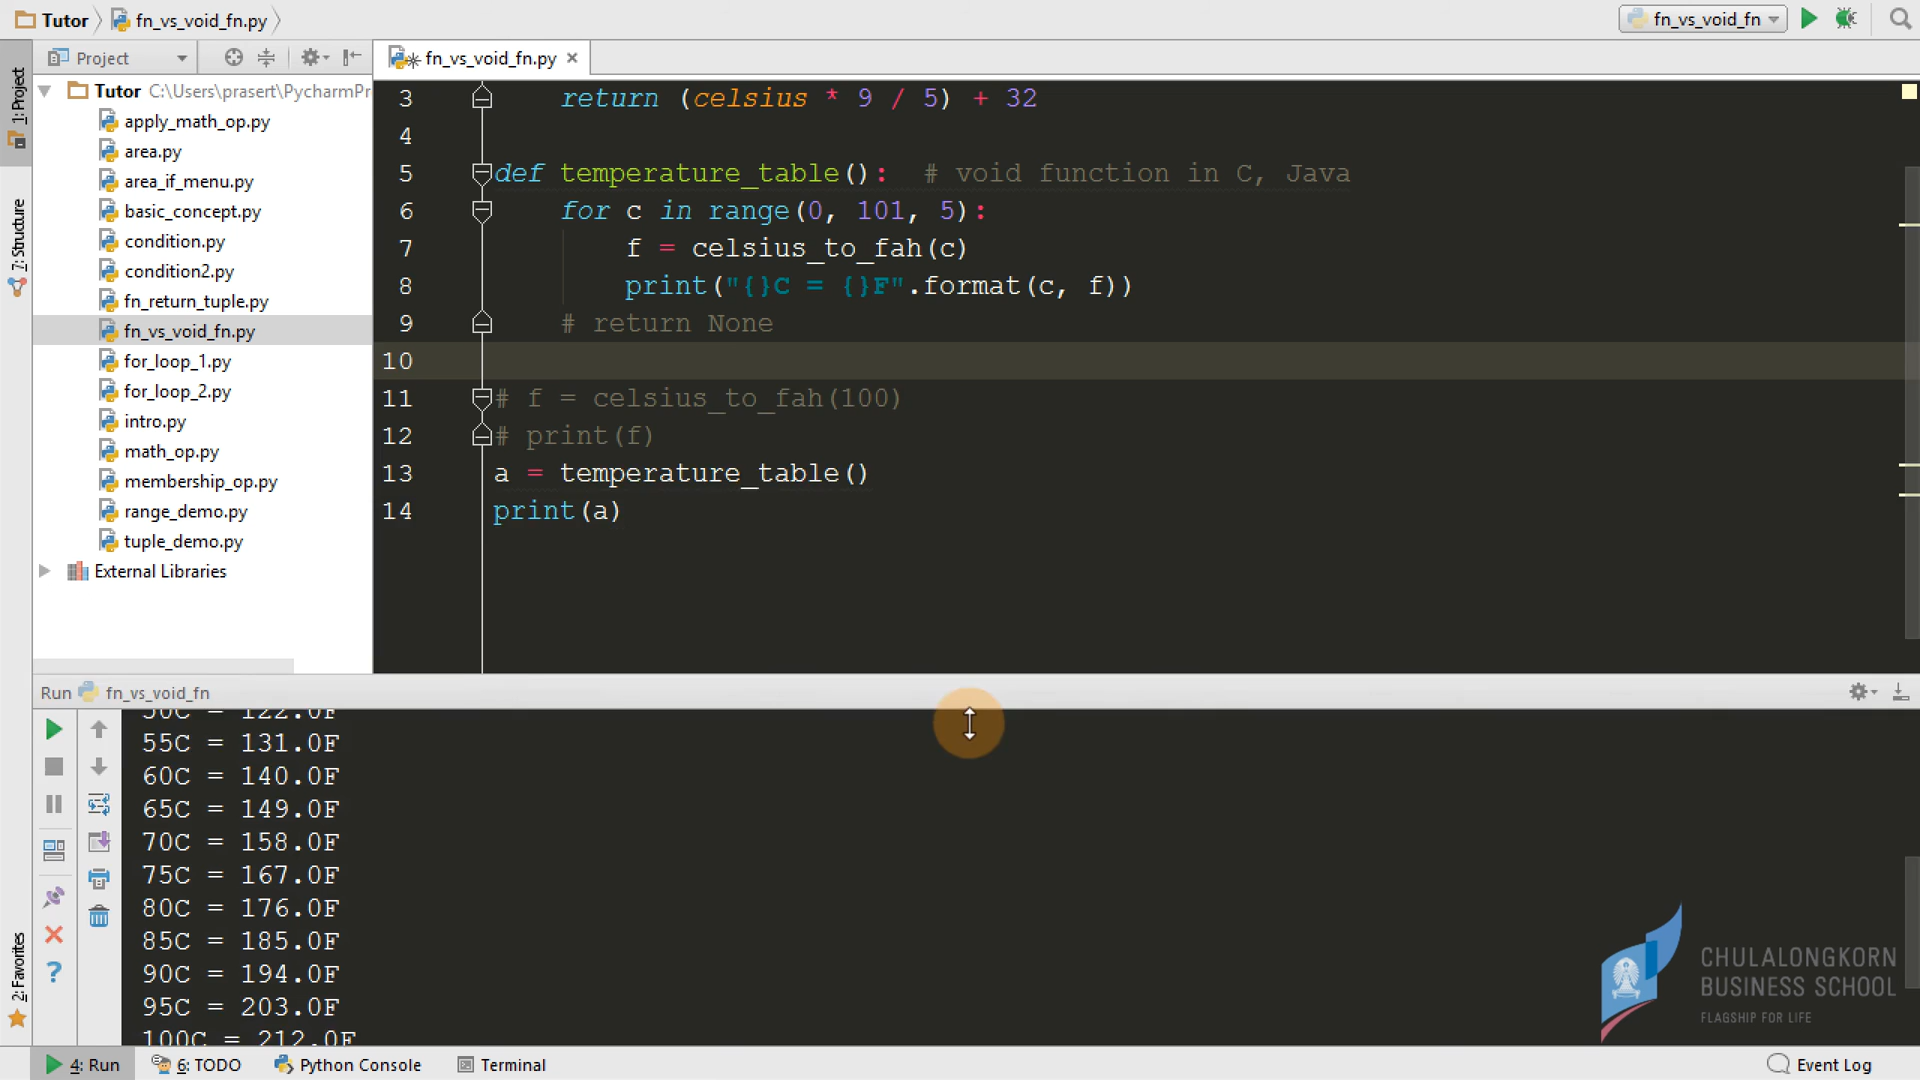 Tutor fn_vs_void_fn.py fn_vs_void_fn
Project fn_vs_void_fn.py
1: Project
7: Structure
2: Favorites
Tutor C:\Users\prasert\PycharmPr
apply_math_op.py
area.py
area_if_menu.py
basic_concept.py
condition.py
condition2.py
fn_return_tuple.py
fn_vs_void_fn.py
for_loop_1.py
for_loop_2.py
intro.py
math_op.py
membership_op.py
range_demo.py
tuple_demo.py
External Libraries
3 return (celsius * 9 / 5) + 32
4
5 def temperature_table(): # void function in C, Java
6 for c in range(0, 101, 5):
7 f = celsius_to_fah(c)
8 print("{}C = {}F".format(c, f))
9 # return None
10
11 # f = celsius_to_fah(100)
12 # print(f)
13 a = temperature_table()
14 print(a)
Run fn_vs_void_fn
50C = 122.0F
55C = 131.0F
60C = 140.0F
65C = 149.0F
70C = 158.0F
75C = 167.0F
80C = 176.0F
85C = 185.0F
90C = 194.0F
95C = 203.0F
100C = 212.0F
CHULALONGKORN
BUSINESS SCHOOL
FLAGSHIP FOR LIFE
4: Run 6: TODO Python Console Terminal Event Log